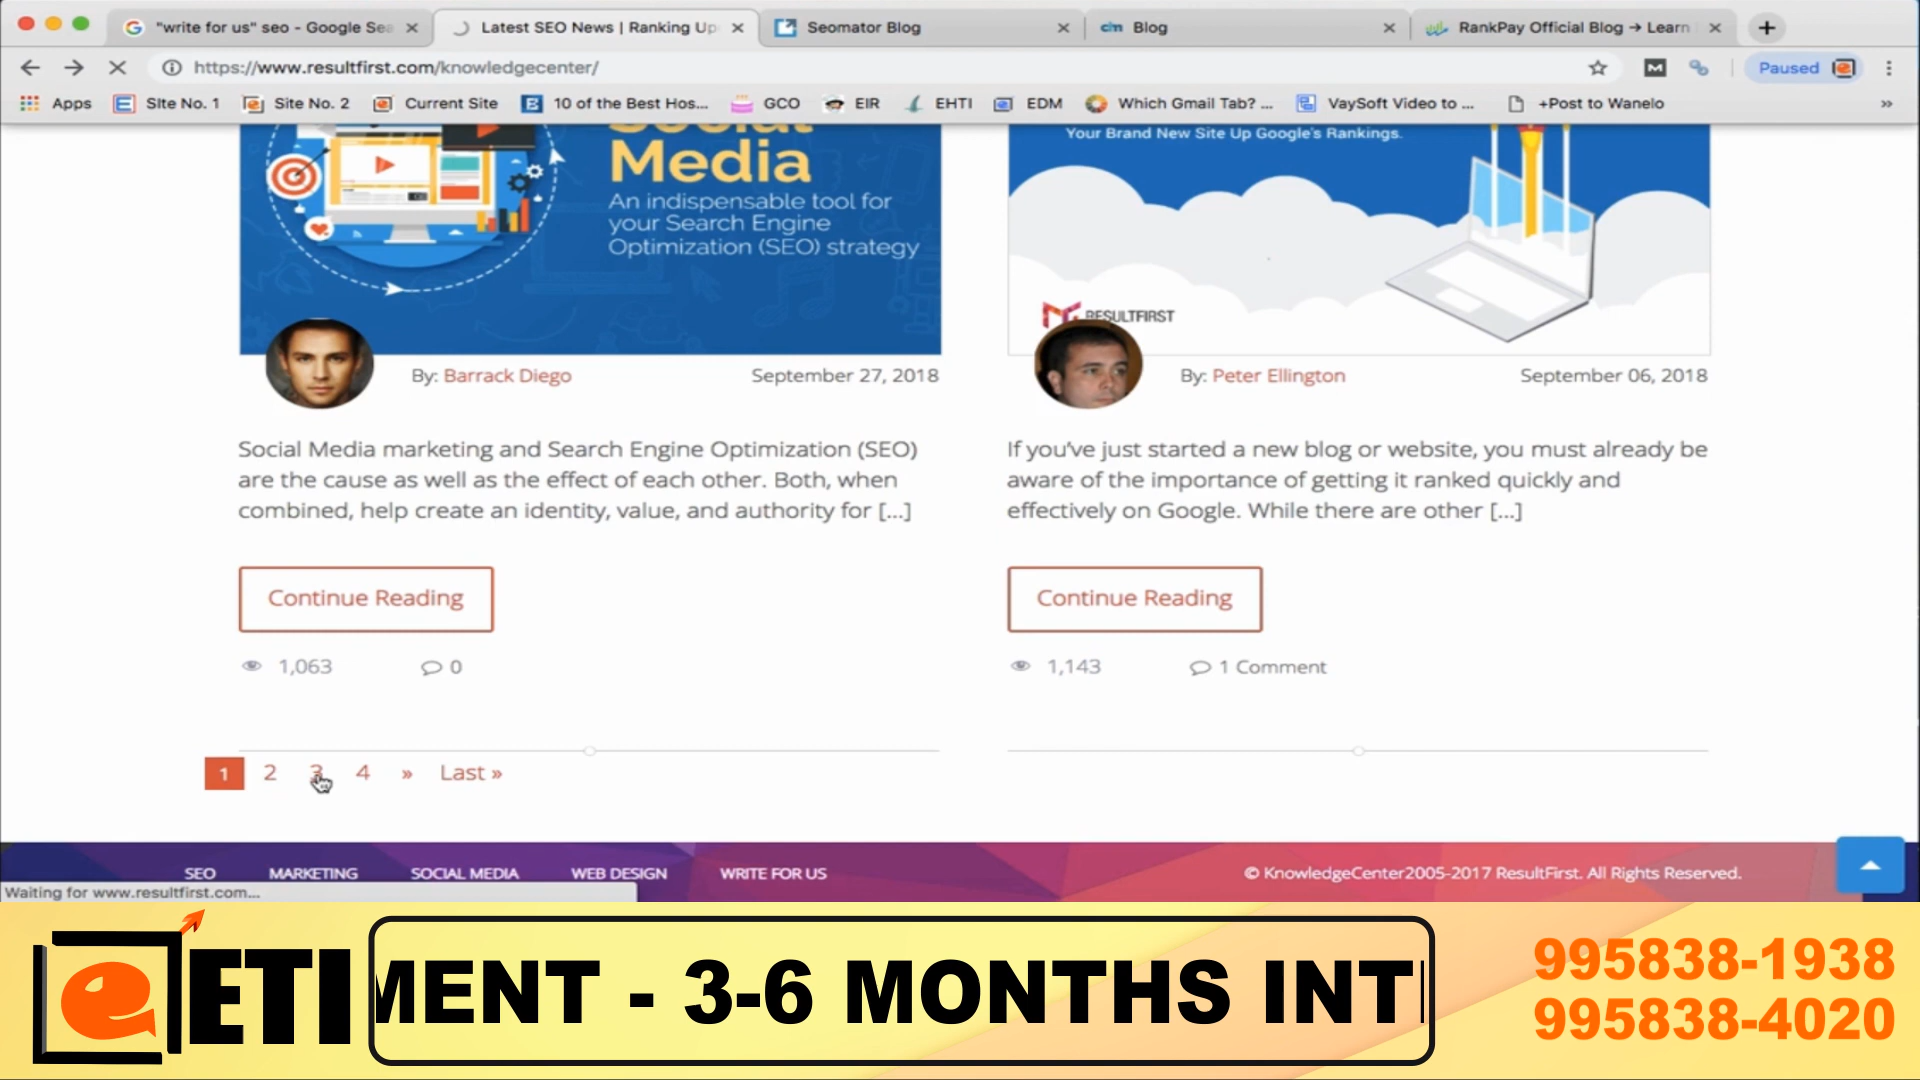 "write for us" seo - Google Sea
Latest SEO News | Ranking Up
Seomator Blog
Blog
RankPay Official Blog → Learn
https://www.resultfirst.com/knowledgecenter/
Paused
Apps
SIte No. 1
Site No. 2
Current Site
10 of the Best Hos...
GCO
EIR
EHTI
EDM
Which Gmail Tab? ...
VaySoft Video to ...
+Post to Wanelo
»
Social
Media
An indispensable tool for
your Search Engine
Optimization (SEO) strategy
Your Brand New Site Up Google's Rankings.
RESULTFIRST
By: Barrack Diego
September 27, 2018
By: Peter Ellington
September 06, 2018
Social Media marketing and Search Engine Optimization (SEO)
are the cause as well as the effect of each other. Both, when
combined, help create an identity, value, and authority for [...]
If you've just started a new blog or website, you must already be
aware of the importance of getting it ranked quickly and
effectively on Google. While there are other [...]
Continue Reading
Continue Reading
1,063
0
1,143
1 Comment
1 2 3 4 » Last »
SEO
MARKETING
SOCIAL MEDIA
WEB DESIGN
WRITE FOR US
© KnowledgeCenter2005-2017 ResultFirst. All Rights Reserved.
Waiting for www.resultfirst.com...
e ETI
MENT - 3-6 MONTHS INT
995838-1938
995838-4020